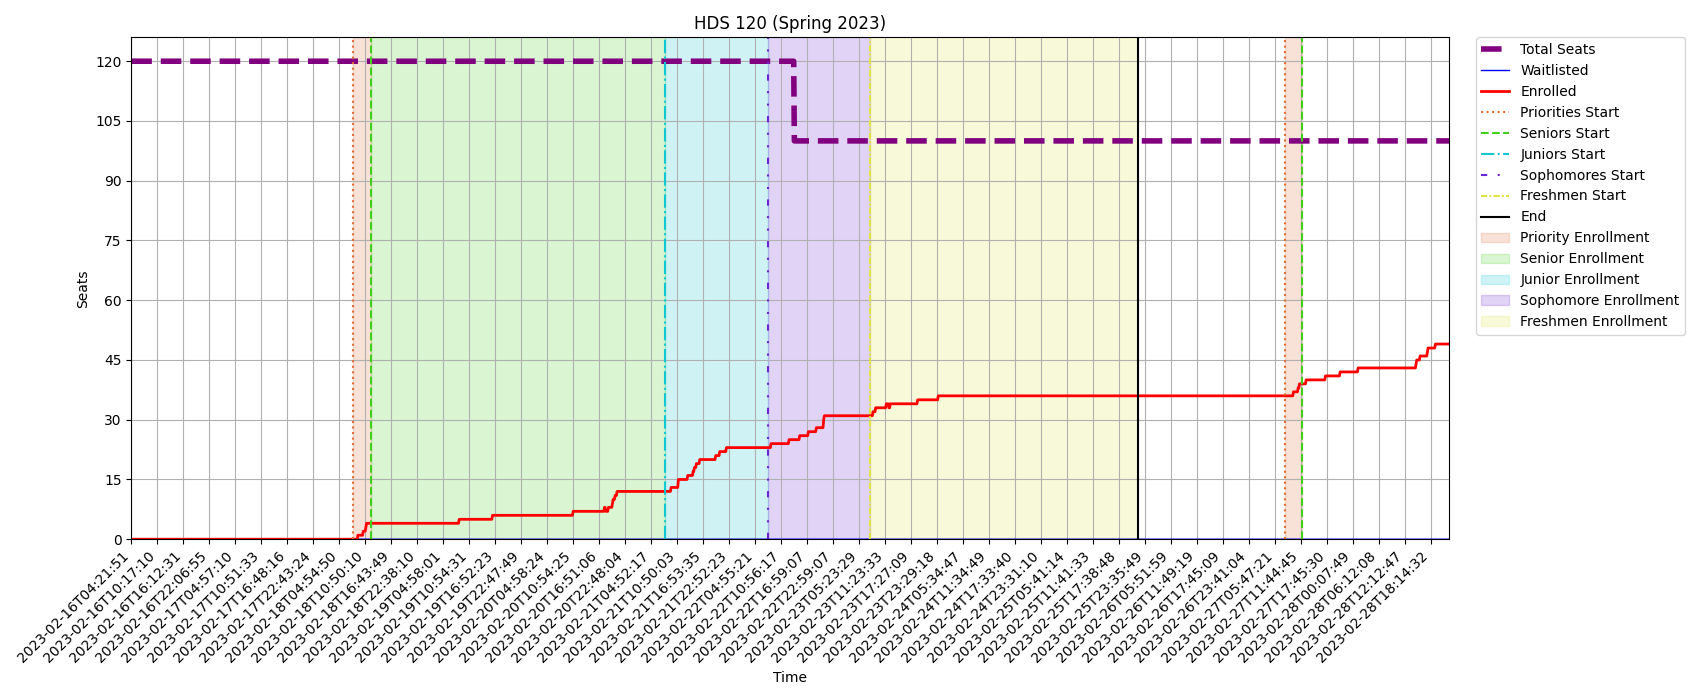 HDS 120 (Spring 2023)
120
105
90
75
60
45
30
15
0
Seats
2023-02-16T04:21:51
2023-02-16T10:17:10
2023-02-16T16:12:31
2023-02-16T22:06:55
2023-02-17T04:57:10
2023-02-17T10:51:33
2023-02-17T16:48:16
2023-02-17T22:43:24
2023-02-18T04:54:50
2023-02-18T10:50:10
2023-02-18T16:43:49
2023-02-18T22:38:10
2023-02-19T04:58:01
2023-02-19T10:54:31
2023-02-19T16:52:23
2023-02-19T22:47:49
2023-02-20T04:58:24
2023-02-20T10:54:25
2023-02-20T16:51:06
2023-02-20T22:48:04
2023-02-21T04:52:17
2023-02-21T10:50:03
2023-02-21T16:53:35
2023-02-21T22:52:23
2023-02-22T04:55:21
2023-02-22T10:56:17
2023-02-22T16:59:07
2023-02-22T22:59:07
2023-02-23T05:23:29
2023-02-23T11:23:33
2023-02-23T17:27:09
2023-02-23T23:29:18
2023-02-24T05:34:47
2023-02-24T11:34:49
2023-02-24T17:33:40
2023-02-24T23:31:10
2023-02-25T05:41:14
2023-02-25T11:41:33
2023-02-25T17:38:48
2023-02-25T23:35:49
2023-02-26T05:51:59
2023-02-26T11:49:19
2023-02-26T17:45:09
2023-02-26T23:41:04
2023-02-27T05:47:21
2023-02-27T11:44:45
2023-02-27T17:45:30
2023-02-28T00:07:49
2023-02-28T06:12:08
2023-02-28T12:12:47
2023-02-28T18:14:32
Time
Total Seats
Waitlisted
Enrolled
Priorities Start
Seniors Start
Juniors Start
Sophomores Start
Freshmen Start
End
Priority Enrollment
Senior Enrollment
Junior Enrollment
Sophomore Enrollment
Freshmen Enrollment